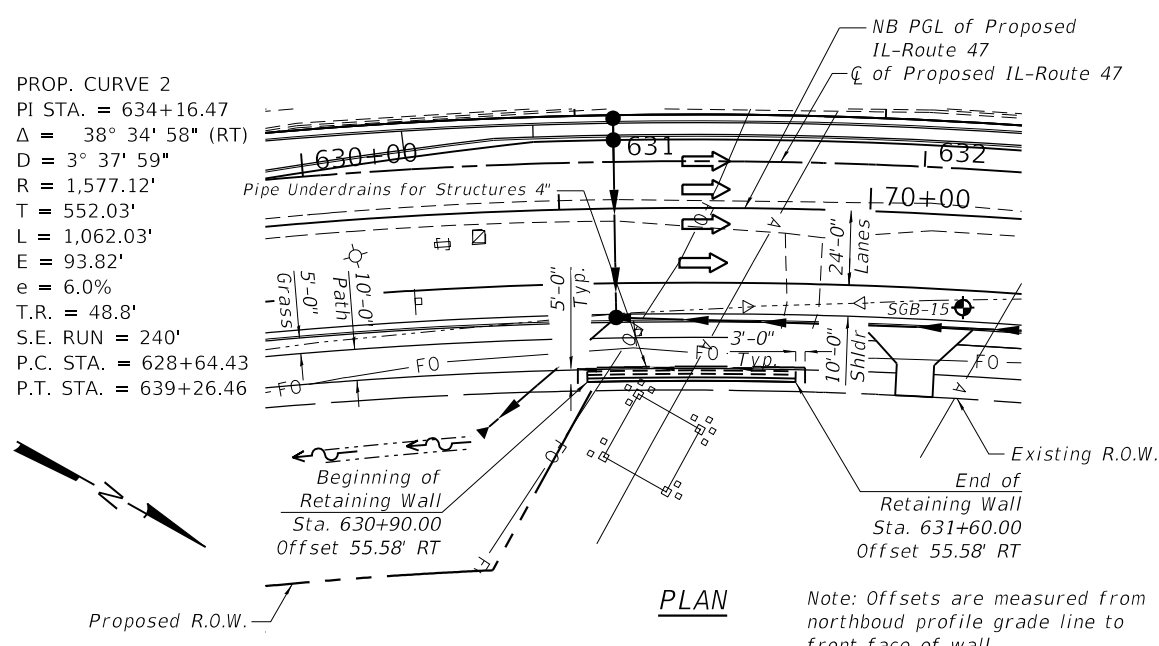 NB PGL of Proposed
IL-Route 47
℄ of Proposed IL-Route 47
PROP. CURVE 2
PI STA. = 634+16.47
Δ = 38° 34' 58" (RT)
D = 3° 37' 59"
R = 1,577.12'
T = 552.03'
L = 1,062.03'
E = 93.82'
e = 6.0%
T.R. = 48.8'
S.E. RUN = 240'
P.C. STA. = 628+64.43
P.T. STA. = 639+26.46
630+00
631
632
Pipe Underdrains for Structures 4"
70+00
24'-0"
Lanes
5'-0"
Grass
10'-0"
Path
5'-0"
Typ.
SGB-15
3'-0"
Typ.
10'-0"
Shldr
FO
FO
FO
FO
FO
A
A
A
N
Existing R.O.W.
Beginning of
Retaining Wall
Sta. 630+90.00
Offset 55.58' RT
End of
Retaining Wall
Sta. 631+60.00
Offset 55.58' RT
Proposed R.O.W.
PLAN
Note: Offsets are measured from
northboud profile grade line to
front face of wall